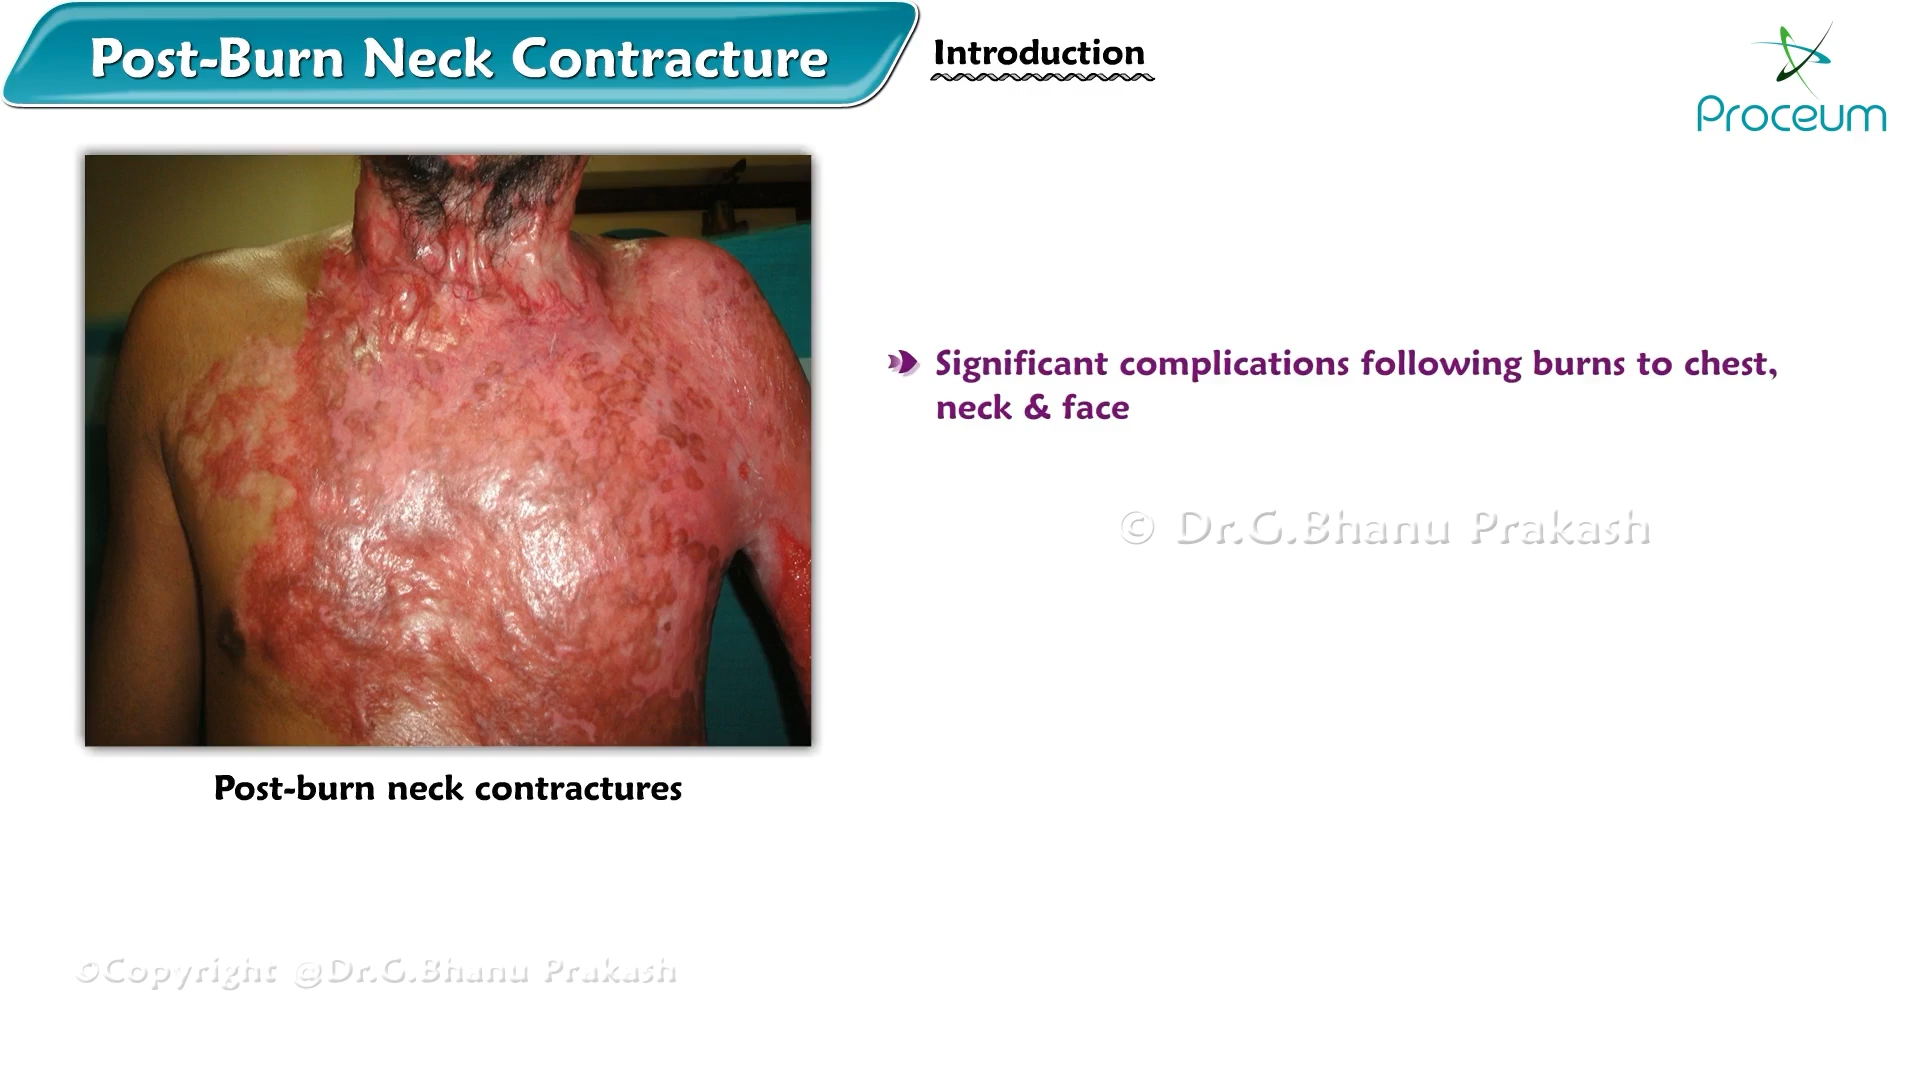 Post-Burn Neck Contracture
Introduction
Proceum
Significant complications following burns to chest,
neck & face
© Dr.G.Bhanu Prakash
Post-burn neck contractures
©Copyright @Dr.G.Bhanu Prakash